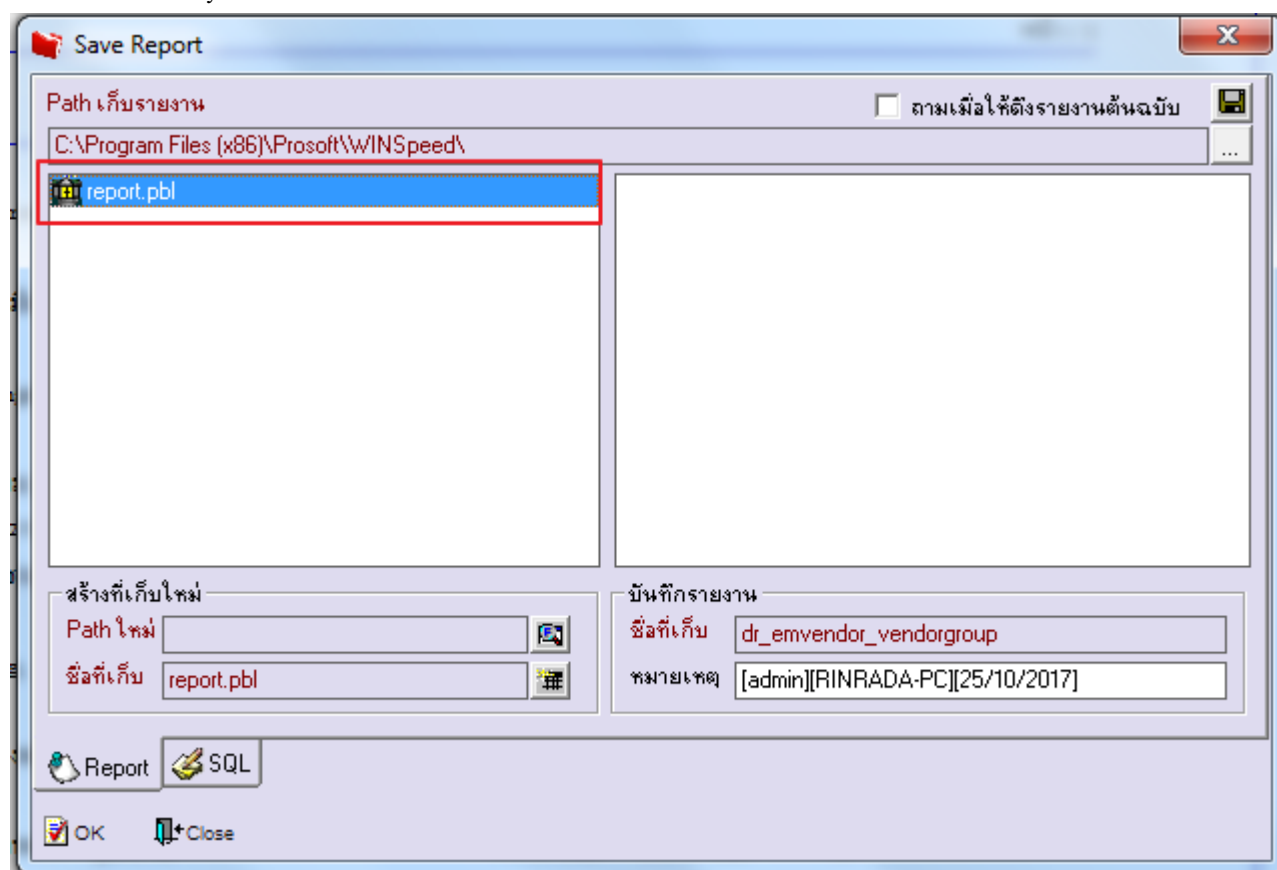 Save Report
Path เก็บรายงาน
ถามเมื่อให้ดึงรายงานต้นฉบับ
C:\Program Files (x86)\Prosoft\WINSpeed\
...
report.pbl
สร้างที่เก็บใหม่
Path ใหม่
ชื่อที่เก็บ report.pbl
บันทึกรายงาน
ชื่อที่เก็บ dr_emvendor_vendorgroup
หมายเหตุ [admin][RINRADA-PC][25/10/2017]
Report SQL
OK Close